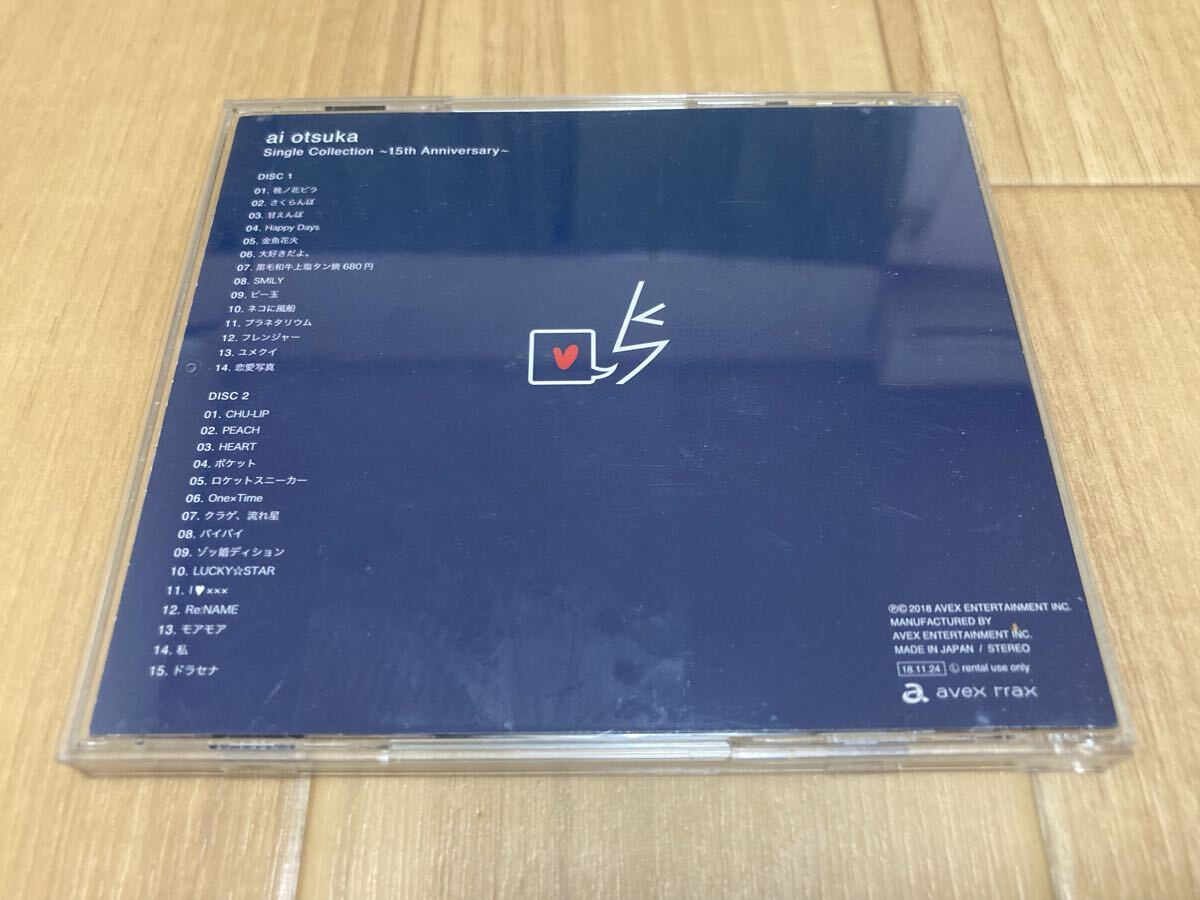 ai otsuka
Single Collection ~15th Anniversary~
DISC 1
01. 桃ノ花ビラ
02. さくらんぼ
03. 甘えんぼ
04. Happy Days
05. 金魚花火
06. 大好きだよ。
07. 黒毛和牛上塩タン焼 680円
08. SMILY
09. ビー玉
10. ネコに風船
11. プラネタリウム
12. フレンジャー
13. ユメクイ
14. 恋愛写真
DISC 2
01. CHU-LIP
02. PEACH
03. HEART
04. ポケット
05. ロケットスニーカー
06. One×Time
07. クラゲ、流れ星
08. バイバイ
09. ゾッ婚ディション
10. LUCKY☆STAR
11. I♥×××
12. Re:NAME
13. モアモア
14. 私
15. ドラセナ
℗© 2018 AVEX ENTERTAINMENT INC.
MANUFACTURED BY
AVEX ENTERTAINMENT INC.
MADE IN JAPAN / STEREO
18.11.24 Ⓛ rental use only
a. avex trax